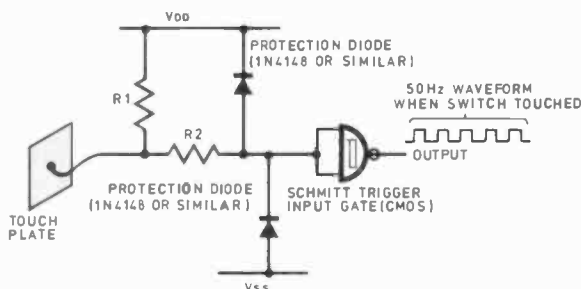 VDD
PROTECTION DIODE
(1N4148 OR SIMILAR)
R1
50Hz WAVEFORM
WHEN SWITCH TOUCHED
R2
OUTPUT
PROTECTION DIODE
(1N4148 OR SIMILAR)
SCHMITT TRIGGER
INPUT GATE(CMOS)
TOUCH
PLATE
Vss